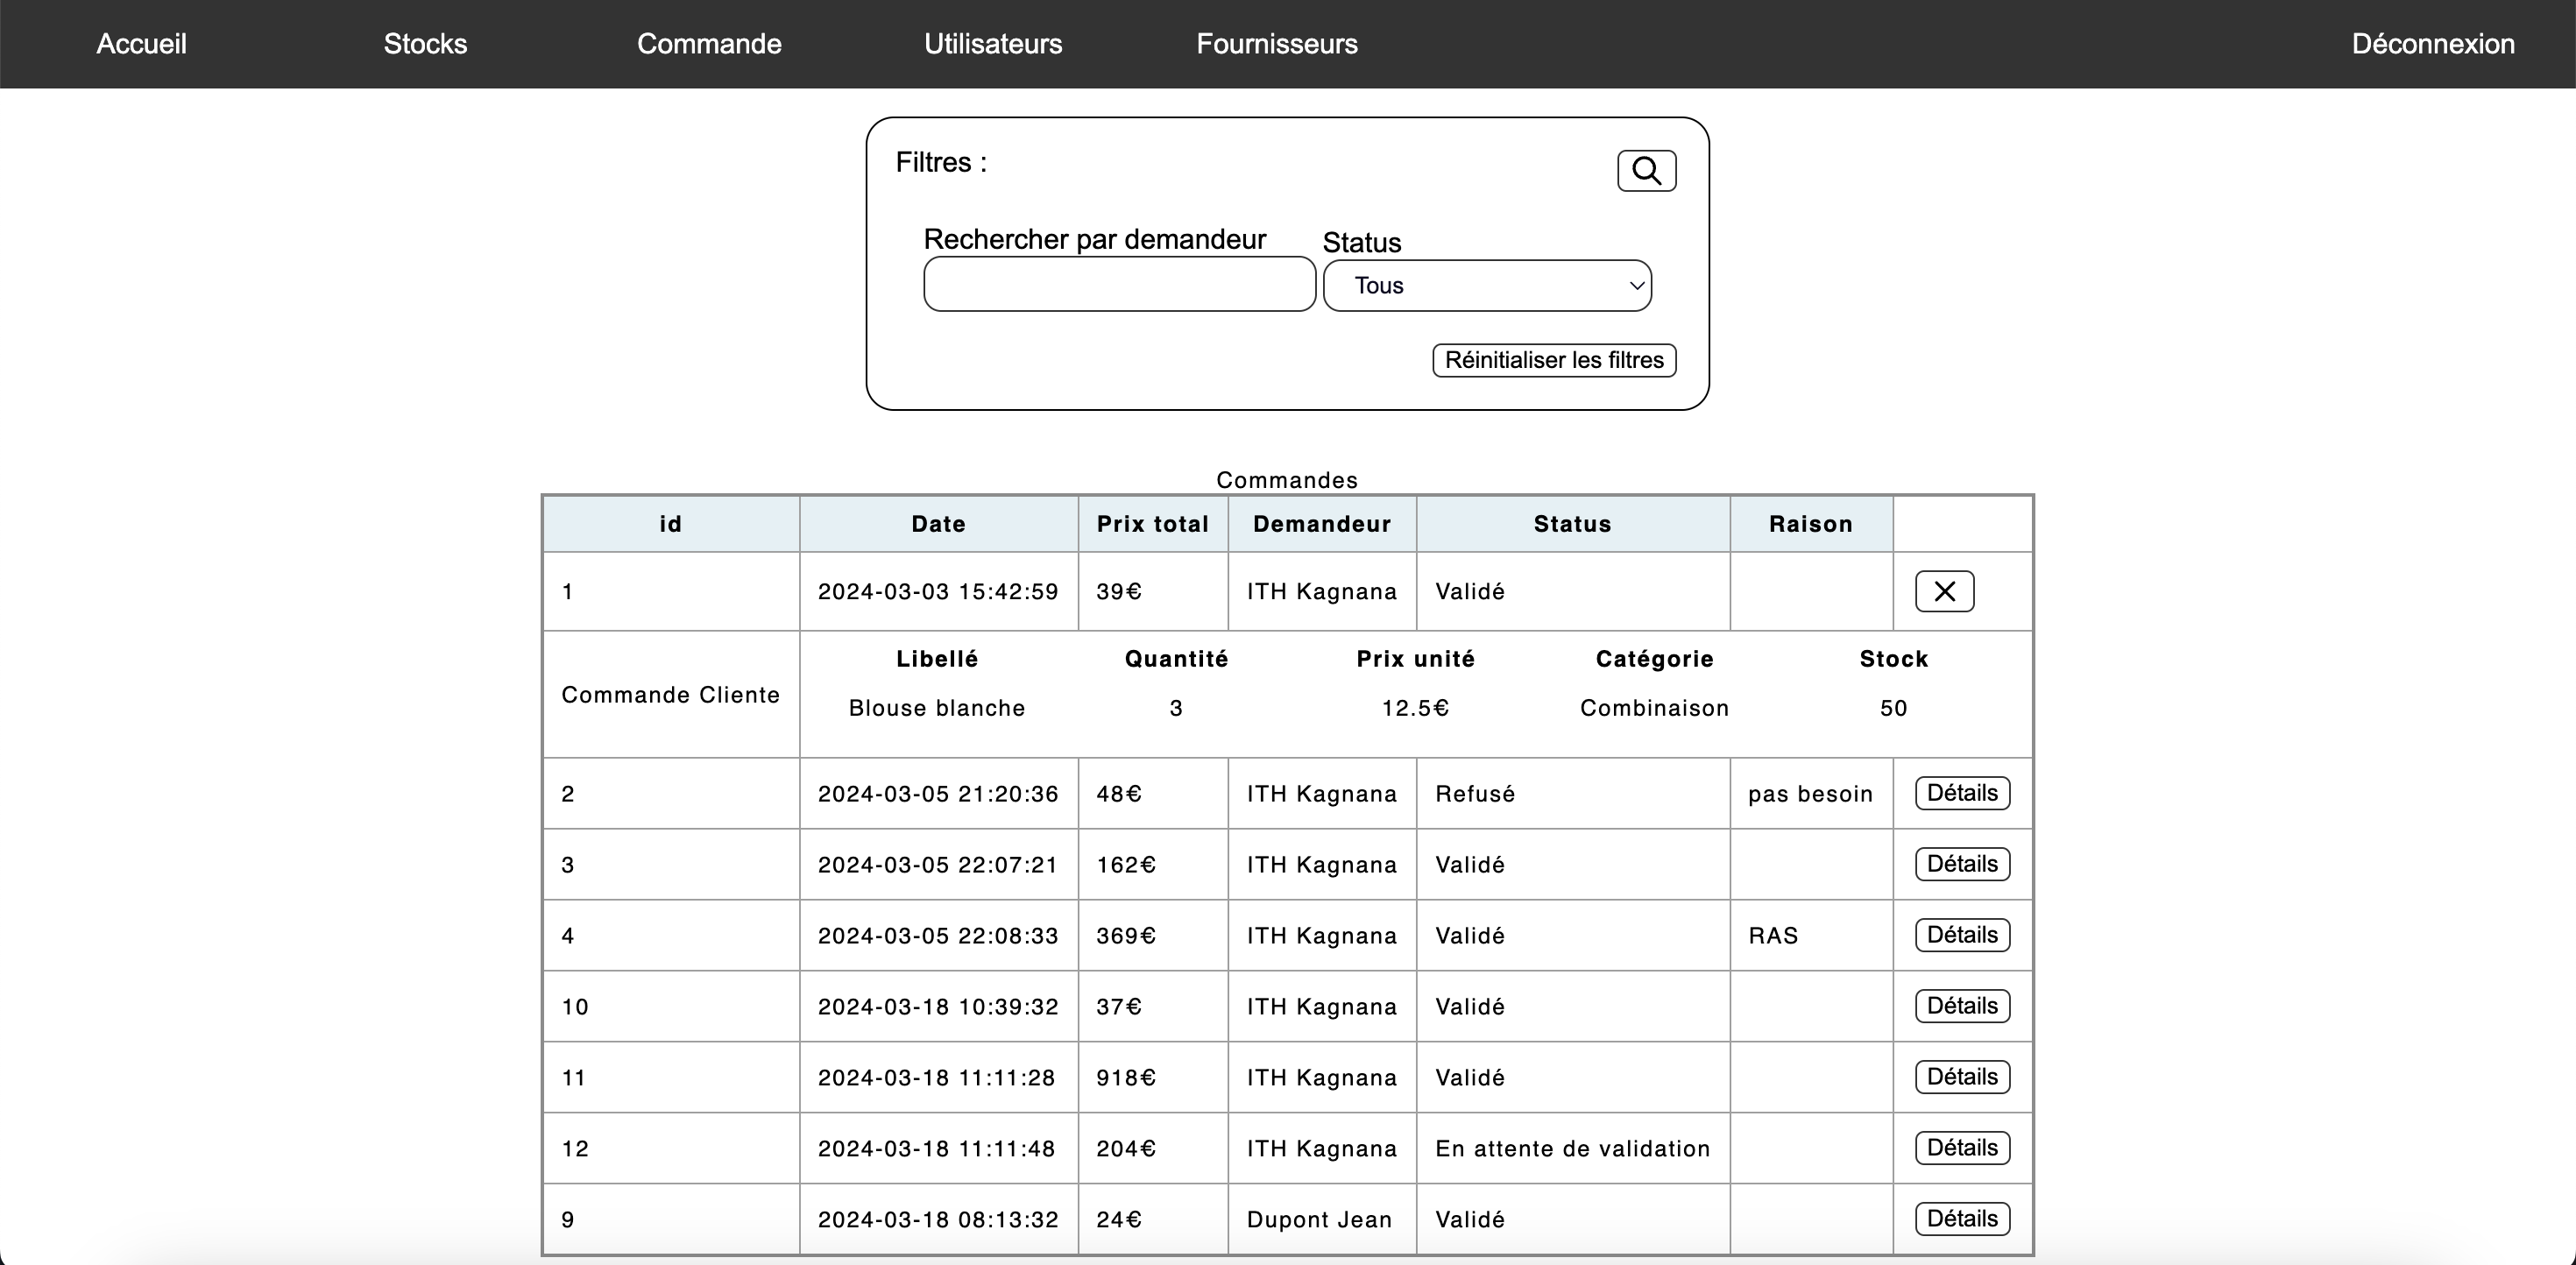 Accueil Stocks Commande Utilisateurs Fournisseurs Déconnexion
Filtres :
Rechercher par demandeur Status
Tous
Réinitialiser les filtres
Commandes
id Date Prix total Demandeur Status Raison
1 2024-03-03 15:42:59 39€ ITH Kagnana Validé
Libellé Quantité Prix unité Catégorie Stock
Commande Cliente
Blouse blanche 3 12.5€ Combinaison 50
2 2024-03-05 21:20:36 48€ ITH Kagnana Refusé pas besoin Détails
3 2024-03-05 22:07:21 162€ ITH Kagnana Validé Détails
4 2024-03-05 22:08:33 369€ ITH Kagnana Validé RAS Détails
10 2024-03-18 10:39:32 37€ ITH Kagnana Validé Détails
11 2024-03-18 11:11:28 918€ ITH Kagnana Validé Détails
12 2024-03-18 11:11:48 204€ ITH Kagnana En attente de validation Détails
9 2024-03-18 08:13:32 24€ Dupont Jean Validé Détails